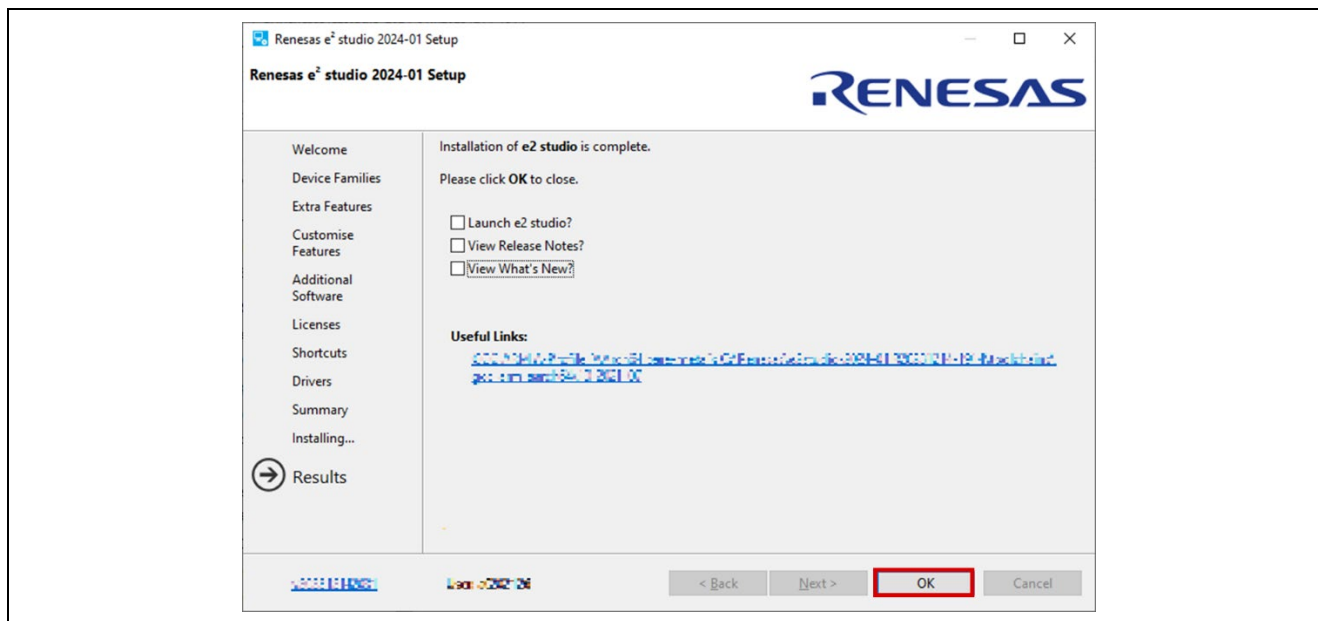 Renesas e² studio 2024-01 Setup
Renesas e² studio 2024-01 Setup
RENESAS
Welcome
Device Families
Extra Features
Customise
Features
Additional
Software
Licenses
Shortcuts
Drivers
Summary
Installing...
Results
Installation of e2 studio is complete.
Please click OK to close.
Launch e2 studio?
View Release Notes?
View What's New?
Useful Links:
< Back
Next >
OK
Cancel